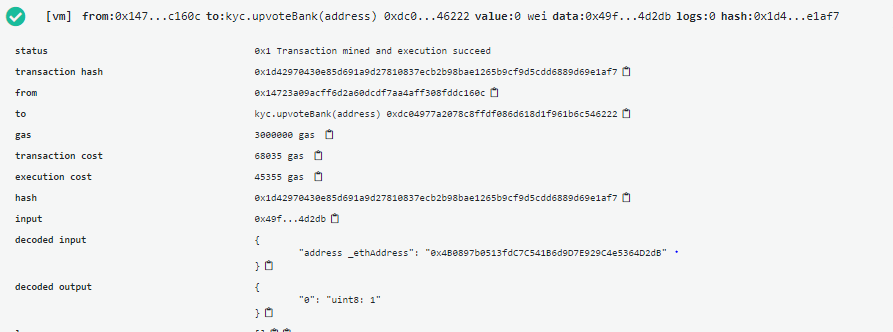 [vm] from:0x147...c160c to:kyc.upvoteBank(address) 0xdc0...46222 value:0 wei data:0x49f...4d2db logs:0 hash:0x1d4...e1af7
status 0x1 Transaction mined and execution succeed
transaction hash 0x1d42970430e85d691a9d27810837ecb2b98bae1265b9cf9d5cdd6889d69e1af7
from 0x14723a09acff6d2a60dcdf7aa4aff308fddc160c
to kyc.upvoteBank(address) 0xdc04977a2078c8ffdf086d618d1f961b6c546222
gas 3000000 gas
transaction cost 68035 gas
execution cost 45355 gas
hash 0x1d42970430e85d691a9d27810837ecb2b98bae1265b9cf9d5cdd6889d69e1af7
input 0x49f...4d2db
decoded input {
"address _ethAddress": "0x4B0897b0513fdC7C541B6d9D7E929C4e5364D2dB"
}
decoded output {
"0": "uint8: 1"
}